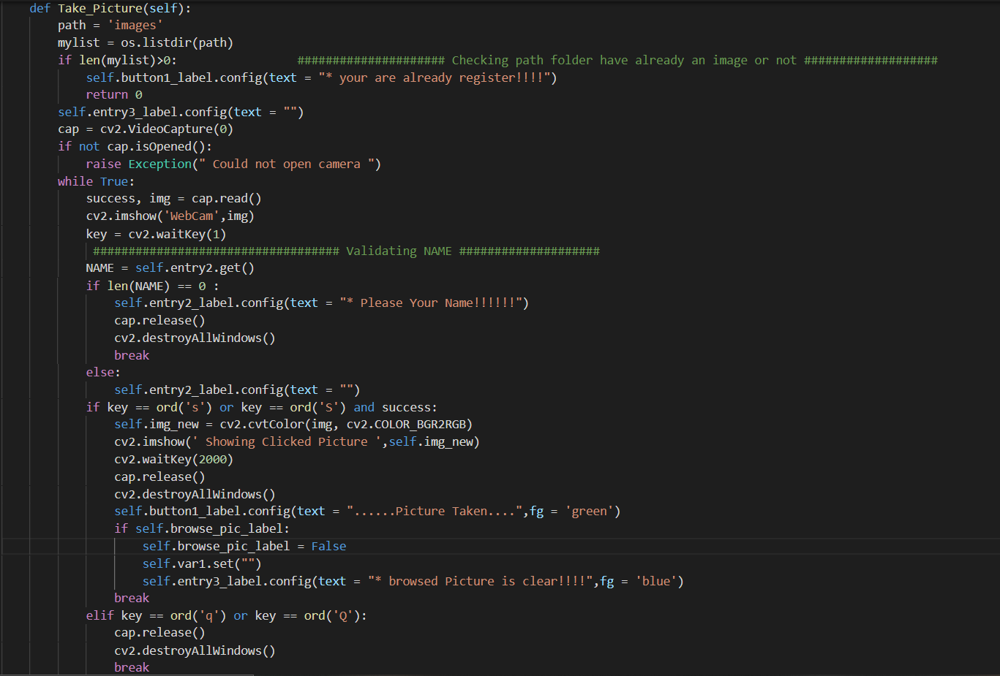 def Take_Picture(self):
path = 'images'
mylist = os.listdir(path)
if len(mylist)>0: ##################### Checking path folder have already an image or not ###################
self.button1_label.config(text = "* your are already register!!!!")
return 0
self.entry3_label.config(text = "")
cap = cv2.VideoCapture(0)
if not cap.isOpened():
raise Exception(" Could not open camera ")
while True:
success, img = cap.read()
cv2.imshow('WebCam',img)
key = cv2.waitKey(1)
################################### Validating NAME ####################
NAME = self.entry2.get()
if len(NAME) == 0 :
self.entry2_label.config(text = "* Please Your Name!!!!!!")
cap.release()
cv2.destroyAllWindows()
break
else:
self.entry2_label.config(text = "")
if key == ord('s') or key == ord('S') and success:
self.img_new = cv2.cvtColor(img, cv2.COLOR_BGR2RGB)
cv2.imshow(' Showing Clicked Picture ',self.img_new)
cv2.waitKey(2000)
cap.release()
cv2.destroyAllWindows()
self.button1_label.config(text = "......Picture Taken....",fg = 'green')
if self.browse_pic_label:
self.browse_pic_label = False
self.var1.set("")
self.entry3_label.config(text = "* browsed Picture is clear!!!!",fg = 'blue')
break
elif key == ord('q') or key == ord('Q'):
cap.release()
cv2.destroyAllWindows()
break